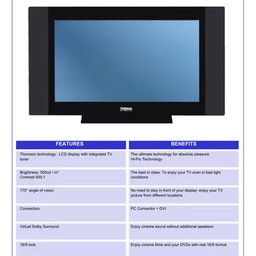 THOMSON
FEATURES
BENEFITS
Thomson technology : LCD display with integrated TV
tuner
The ultimate technology for absolute pleasure
Hi-Pix Technology
Brightness: 500cd / m²
Contrast 500:1
The best in class. To enjoy your TV even in bad light
conditions
170° angle of vision
No need to stay in front of your display; enjoy your TV
picture from different locations
Connectors
PC Connector + DVI
Virtual Dolby Surround
Enjoy cinema sound without additional speakers
16/9 look
Enjoy cinema films and your DVDs with real 16/9 format